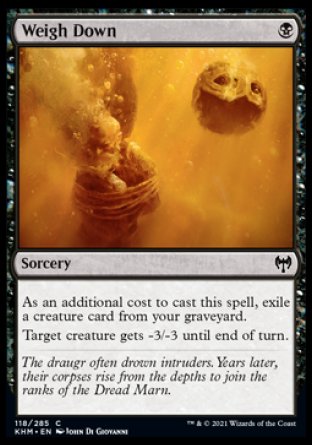 Weigh Down
Sorcery
As an additional cost to cast this spell, exile
a creature card from your graveyard.
Target creature gets -3/-3 until end of turn.
The draugr often drown intruders. Years later,
their corpses rise from the depths to join
the ranks of the Dread Marn.
118/285 C
KHM • EN John Di Giovanni
™ & © 2021 Wizards of the Coast